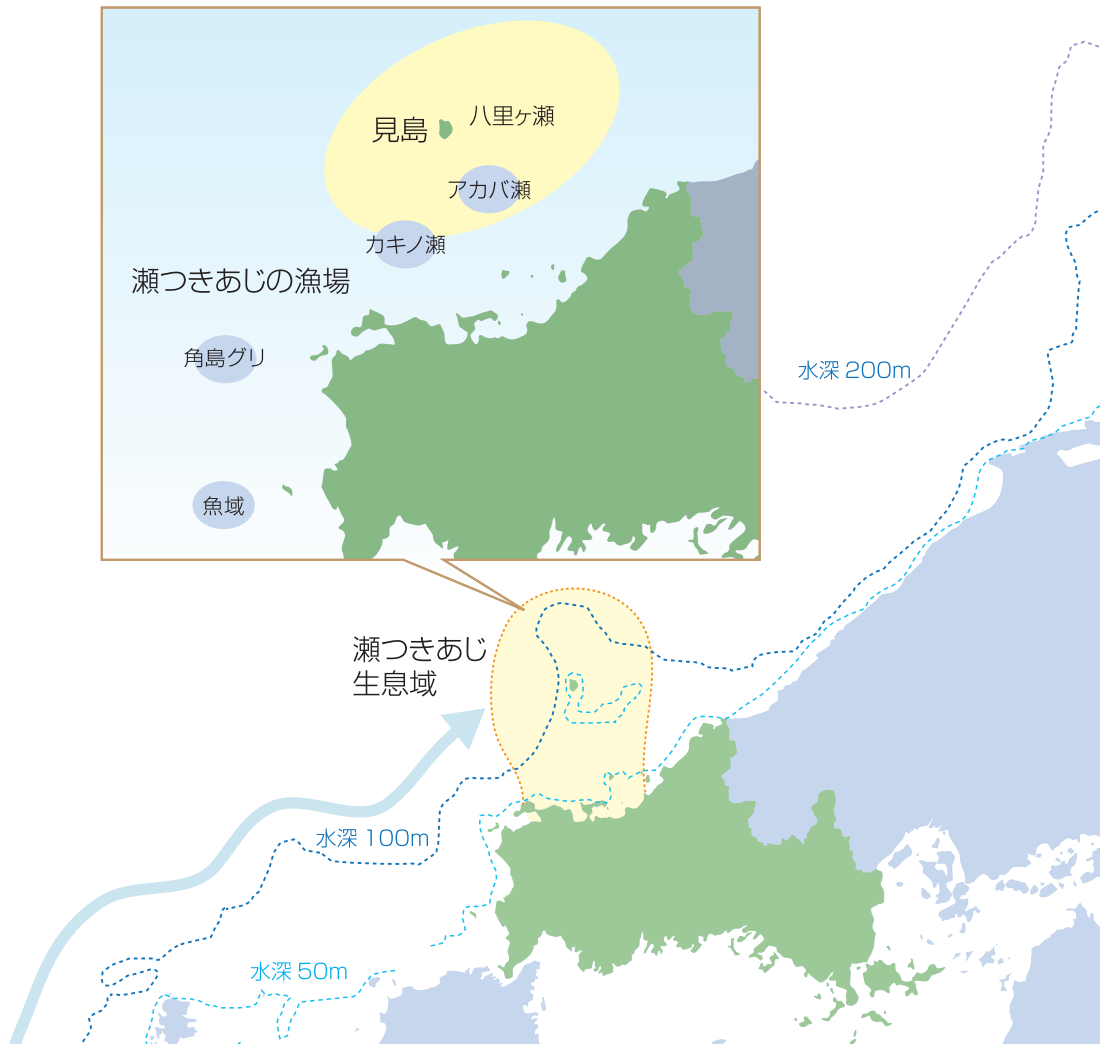 見島
八里ヶ瀬
アカバ瀬
カキノ瀬
瀬つきあじの漁場
角島グリ
魚域
水深 200m
瀬つきあじ
生息域
水深 100m
水深 50m